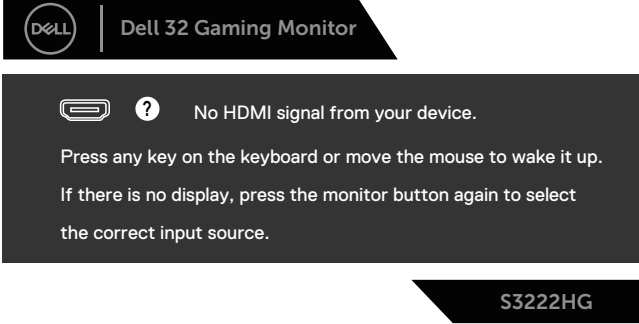 DELL
Dell 32 Gaming Monitor
? No HDMI signal from your device.
Press any key on the keyboard or move the mouse to wake it up.
If there is no display, press the monitor button again to select
the correct input source.
S3222HG